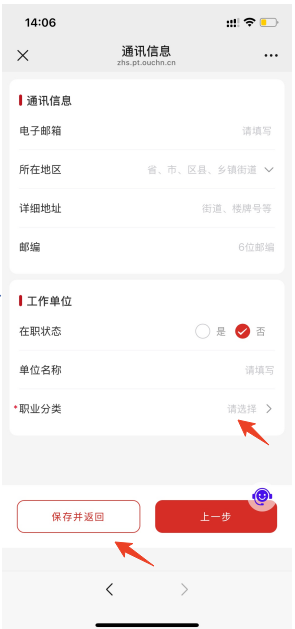 14:06
通讯信息
zhs.pt.ouchn.cn
通讯信息
电子邮箱 请填写
所在地区 省、市、区县、乡镇街道
详细地址 街道、楼牌号等
邮编 6位邮编
工作单位
在职状态 是 否
单位名称 请填写
*职业分类 请选择
保存并返回 上一步